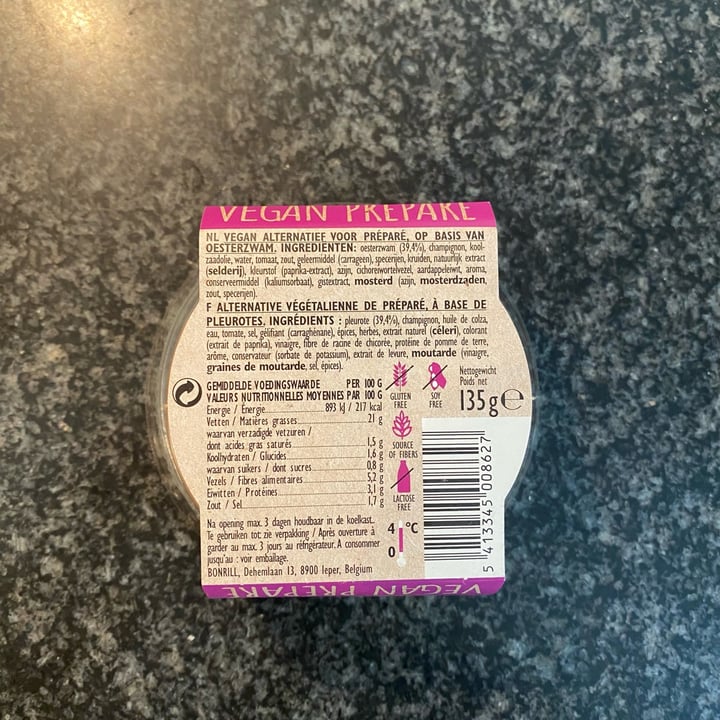 VEGAN PREPARE
NL VEGAN ALTERNATIEF VOOR PRÉPARÉ, OP BASIS VAN
OESTERZWAM. INGREDIËNTEN: oesterzwam (39,4%), champignon, kool-
zaadolie, water, tomaat, zout, geleermiddel (carrageen), specerijen, kruiden, natuurlijk extract
(selderij), kleurstof (paprika-extract), azijn, cichoreiwortelvezel, aardappeleiwit, aroma,
conserveermiddel (kaliumsorbaat), gistextract, mosterd (azijn, mosterdzaden,
zout, specerijen).
F ALTERNATIVE VÉGÉTALIENNE DE PRÉPARÉ, À BASE DE
PLEUROTES. INGRÉDIENTS : pleurote (39,4%), champignon, huile de colza,
eau, tomate, sel, gélifiant (carraghénane), épices, herbes, extrait naturel (céleri), colorant
(extrait de paprika), vinaigre, fibre de racine de chicorée, protéine de pomme de terre,
arôme, conservateur (sorbate de potassium), extrait de levure, moutarde (vinaigre,
graines de moutarde, sel, épices).
GEMIDDELDE VOEDINGSWAARDE PER 100 G
VALEURS NUTRITIONNELLES MOYENNES PAR 100 G
Energie / Énergie 893 kJ / 217 kcal
Vetten / Matières grasses 21 g
waarvan verzadigde vetzuren /
dont acides gras saturés 1,5 g
Koolhydraten / Glucides 1,6 g
waarvan suikers / dont sucres 0,8 g
Vezels / Fibres alimentaires 5,2 g
Eiwitten / Protéines 3,1 g
Zout / Sel 1,7 g
GLUTEN
FREE
SOY
FREE
SOURCE
OF FIBERS
LACTOSE
FREE
Nettogewicht
Poids net
135g e
Na opening max. 3 dagen houdbaar in de koelkast.
Te gebruiken tot: zie verpakking / Après ouverture à
garder au max. 3 jours au réfrigérateur. A consommer
jusqu'au : voir emballage.
BONRILL, Dehemlaan 13, 8900 Ieper, Belgium
4 °C
0
5 413345 008627
VEGAN PREPARE